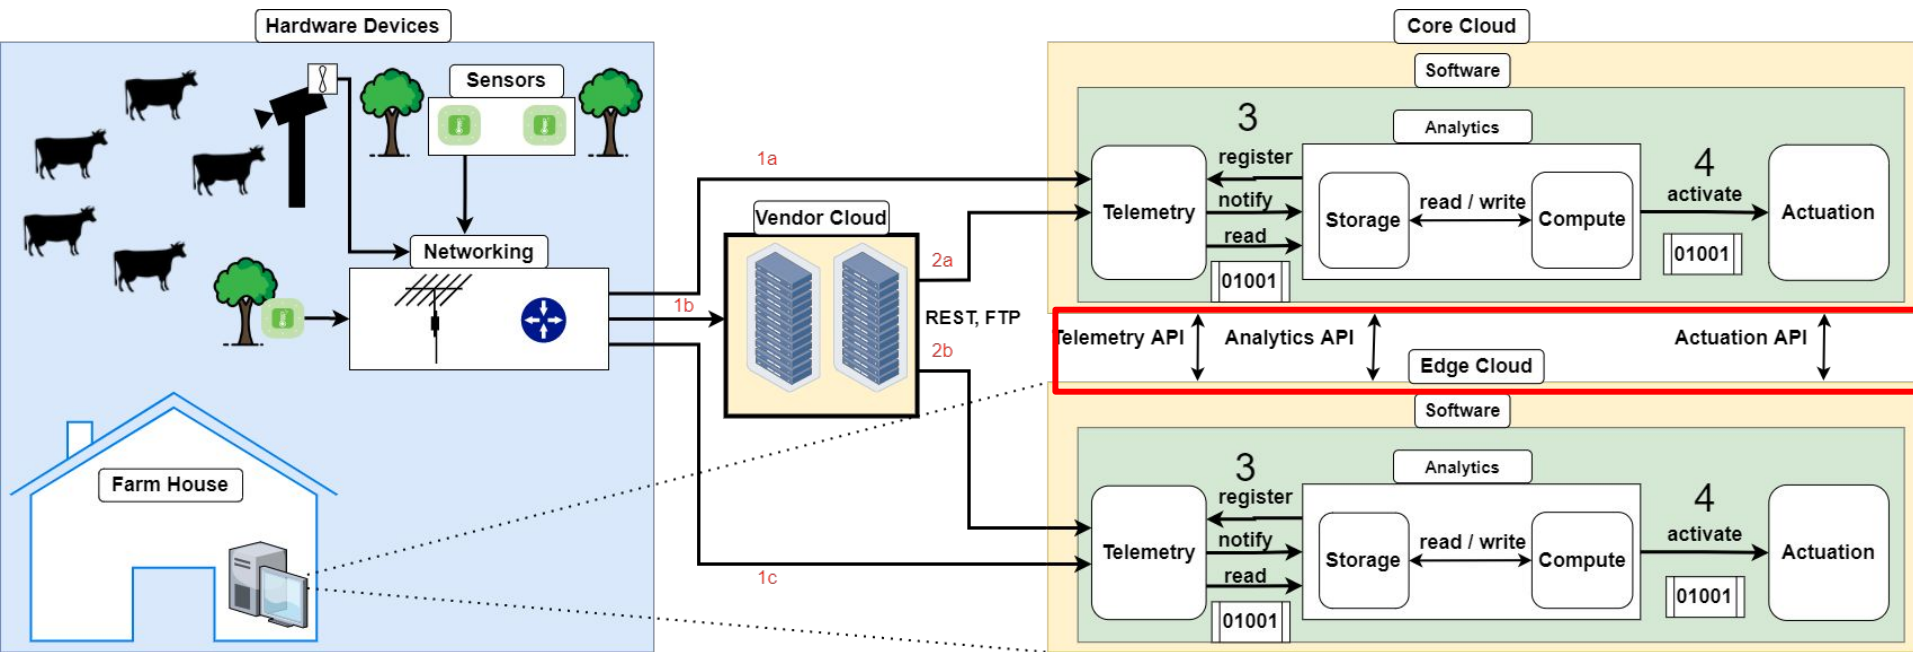 Hardware Devices
Sensors
Networking
Farm House
1a
1b
1c
Vendor Cloud
2a
REST, FTP
2b
Core Cloud
Software
3
Analytics
register
notify
read
01001
Telemetry
Storage
read / write
Compute
4
activate
01001
Actuation
Telemetry API
Analytics API
Actuation API
Edge Cloud
Software
3
Analytics
register
notify
read
01001
Telemetry
Storage
read / write
Compute
4
activate
01001
Actuation